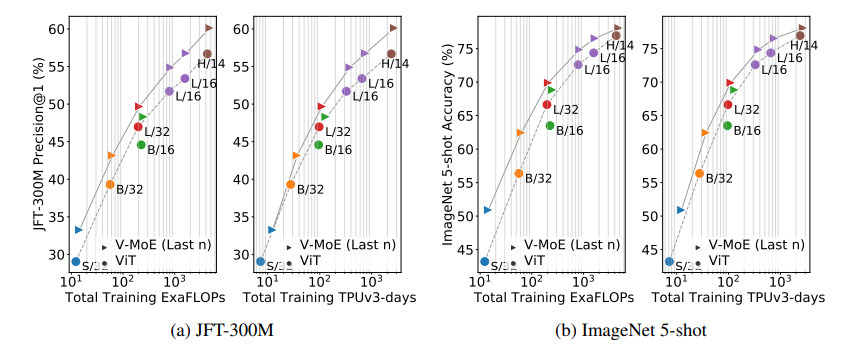 JFT-300M Precision@1 (%)
60
55
50
45
40
35
30
H/14
L/16
L/16
L/32
B/16
B/32
V-MoE (Last n)
ViT
10¹ 10² 10³
Total Training ExaFLOPs
60
55
50
45
40
35
30
H/14
L/16
L/16
L/32
B/16
B/32
V-MoE (Last n)
ViT
10² 10³
Total Training TPUv3-days
(a) JFT-300M
ImageNet 5-shot Accuracy (%)
75
70
65
60
55
50
45
H/14
L/16
L/16
L/32
B/16
B/32
V-MoE (Last n)
ViT
10¹ 10² 10³
Total Training ExaFLOPs
75
70
65
60
55
50
45
H/14
L/16
L/16
L/32
B/16
B/32
V-MoE (Last n)
ViT
10¹ 10² 10³
Total Training TPUv3-days
(b) ImageNet 5-shot